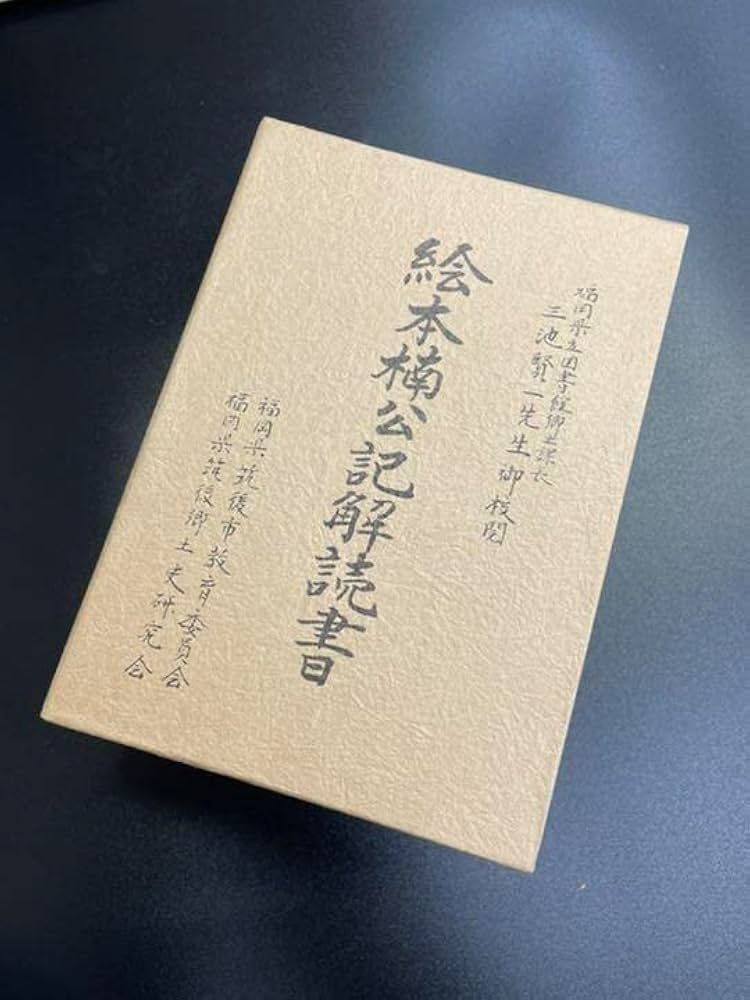 福岡県立図書館郷土課長
三池賢一先生御校閲
絵本楠公記解読書
福岡県筑後市教育委員会
福岡県筑後郷土史研究会